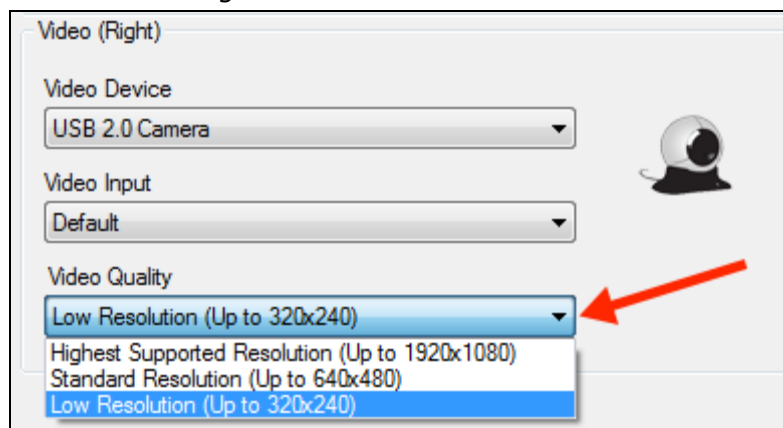 Video (Right)
Video Device
USB 2.0 Camera
Video Input
Default
Video Quality
Low Resolution (Up to 320x240)
Highest Supported Resolution (Up to 1920x1080)
Standard Resolution (Up to 640x480)
Low Resolution (Up to 320x240)